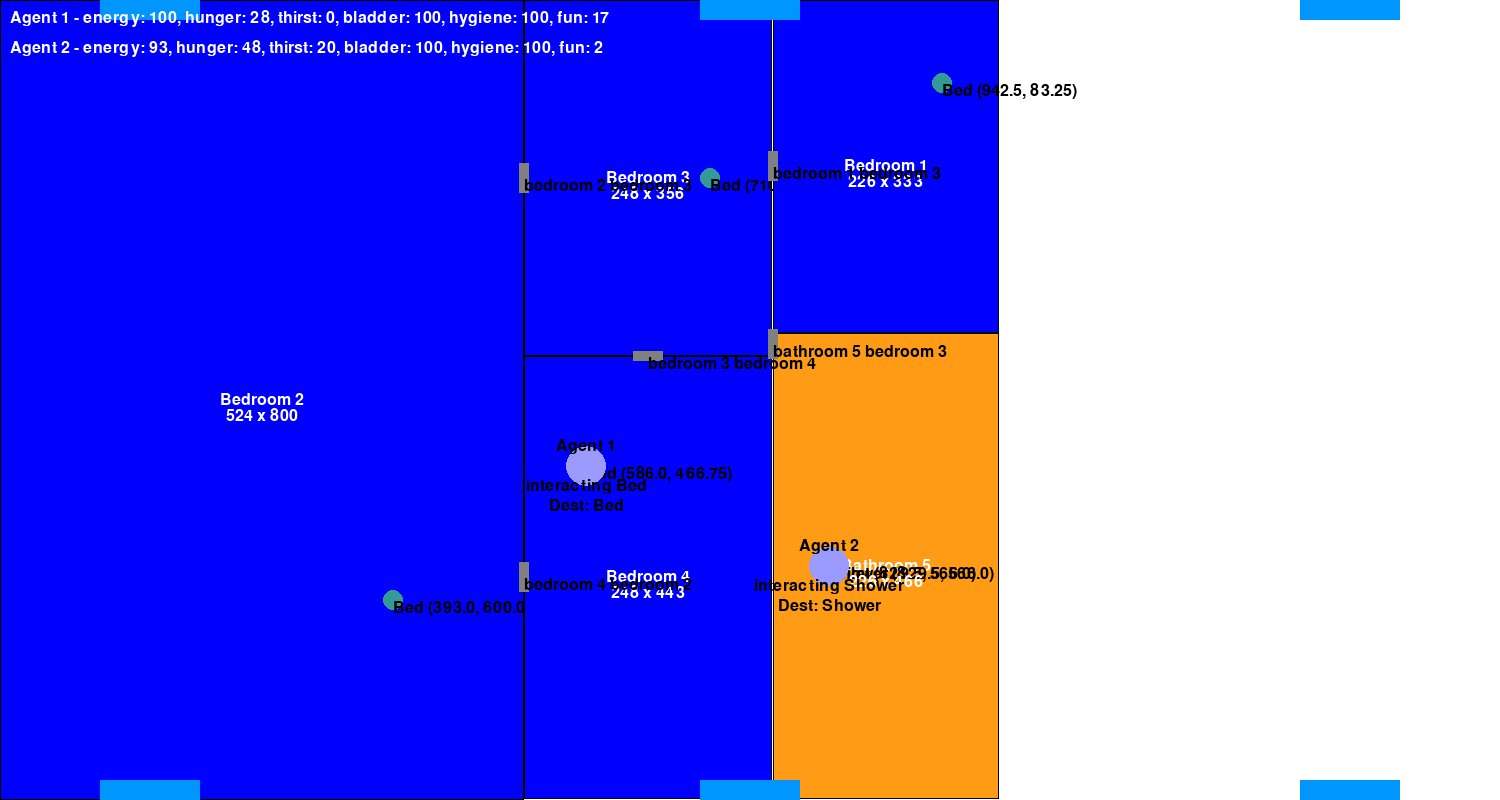 Agent 1 - energy: 100, hunger: 28, thirst: 0, bladder: 100, hygiene: 100, fun: 17
Agent 2 - energy: 93, hunger: 48, thirst: 20, bladder: 100, hygiene: 100, fun: 2
Bed (942.5, 83.25)
Bedroom 1
226 x 333
bedroom 1 bedroom 3
Bedroom 3
248 x 356
bedroom 2 bedroom 3
Bed (71
bathroom 5 bedroom 3
bedroom 3 bedroom 4
Bedroom 2
524 x 800
Agent 1
(586.0, 466.75)
interacting Bed
Dest: Bed
Agent 2
Bathroom 5
interacting Shower
Dest: Shower
Bedroom 4
248 x 443
bedroom 4 bedroom 2
Bed (393.0, 600.0